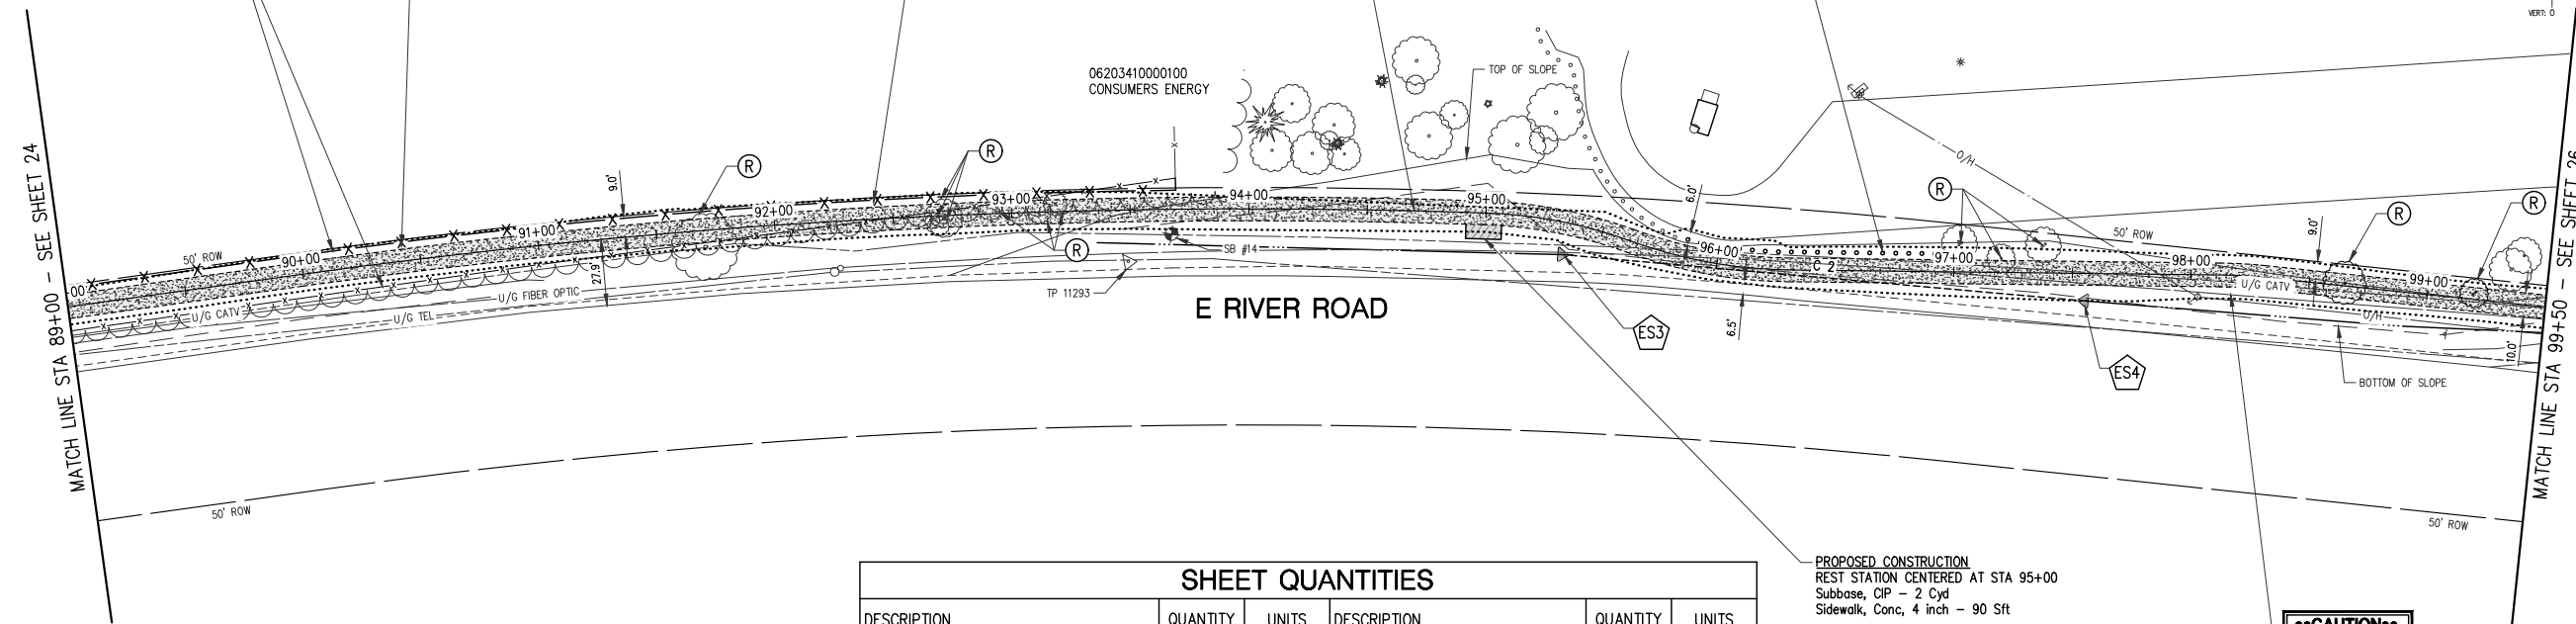 VERT: 0
06203410000100
CONSUMERS ENERGY
TOP OF SLOPE
MATCH LINE STA 89+00 - SEE SHEET 24
50' ROW
00
90+00
91+00
92+00
93+00
94+00
95+00
96+00
97+00
98+00
99+00
9.0'
R
R
R
27.9'
U/G CATV
U/G FIBER OPTIC
U/G TEL
TP 11293
SB #14
E RIVER ROAD
6.0'
6.5'
C 2
O/H
R
50' ROW
9.0'
R
R
U/G CATV
O/H
10.0'
ES3
ES4
BOTTOM OF SLOPE
MATCH LINE STA 99+50 - SEE SHEET 26
50' ROW
50' ROW
PROPOSED CONSTRUCTION
REST STATION CENTERED AT STA 95+00
Subbase, CIP - 2 Cyd
Sidewalk, Conc, 4 inch - 90 Sft
SHEET QUANTITIES
DESCRIPTION QUANTITY UNITS DESCRIPTION QUANTITY UNITS
**CAUTION**